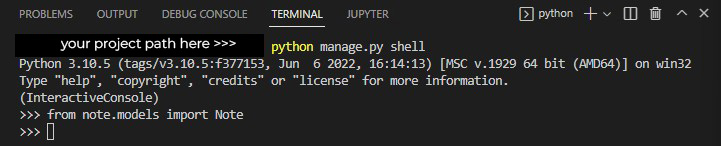 PROBLEMS OUTPUT DEBUG CONSOLE TERMINAL JUPYTER python
your project path here >>> python manage.py shell
Python 3.10.5 (tags/v3.10.5:f377153, Jun  6 2022, 16:14:13) [MSC v.1929 64 bit (AMD64)] on win32
Type "help", "copyright", "credits" or "license" for more information.
(InteractiveConsole)
>>> from note.models import Note
>>>